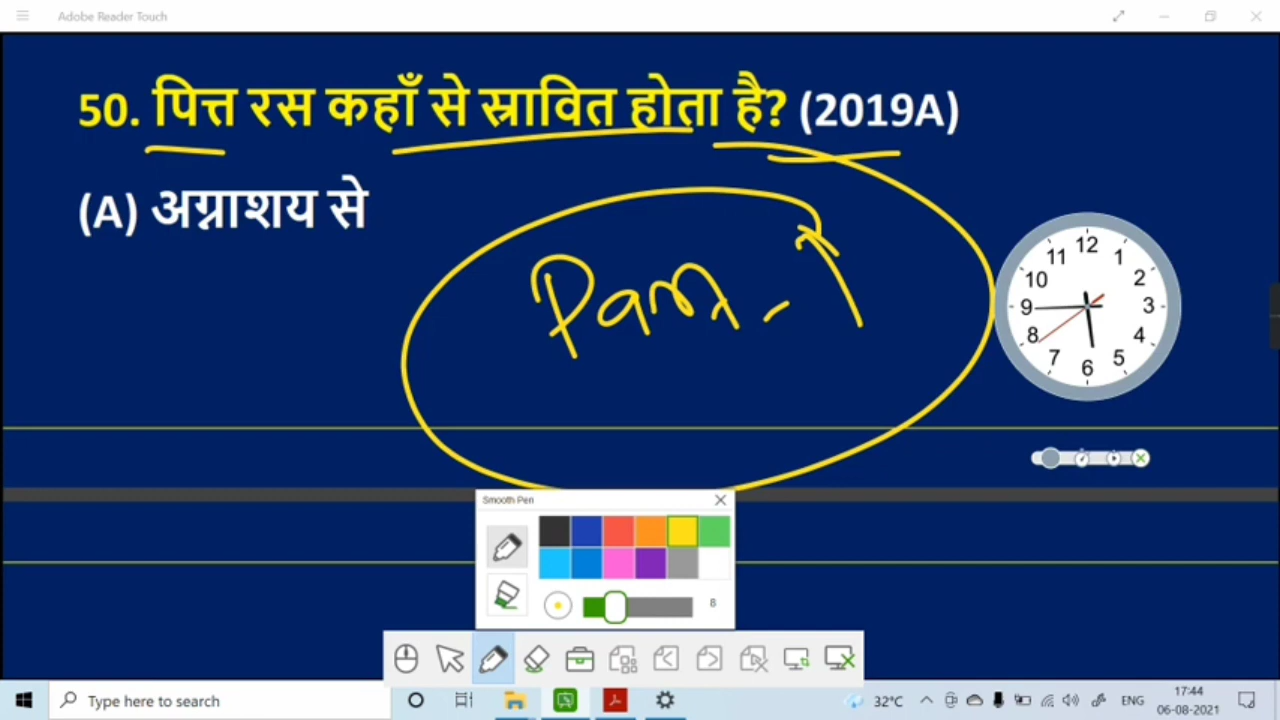 Adobe Reader Touch
50. पित्त रस कहाँ से स्रावित होता है? (2019A)
(A) अग्नाशय से
12
11
1
10
2
9
3
8
4
7
5
6
Smooth Pen
8
Type here to search
32°C
ENG
17:44
06-08-2021